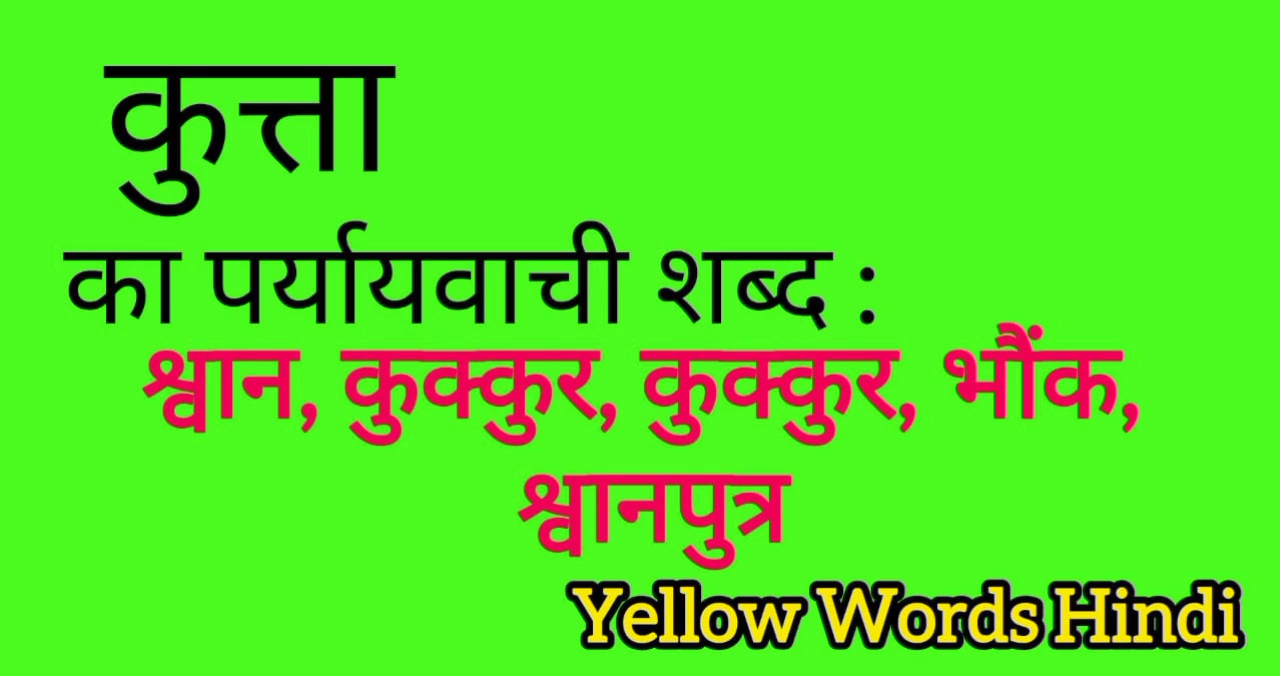 कुत्ता
का पर्यायवाची शब्द :
श्वान, कुक्कुर, कुक्कुर, भौंक,
श्वानपुत्र
Yellow Words Hindi